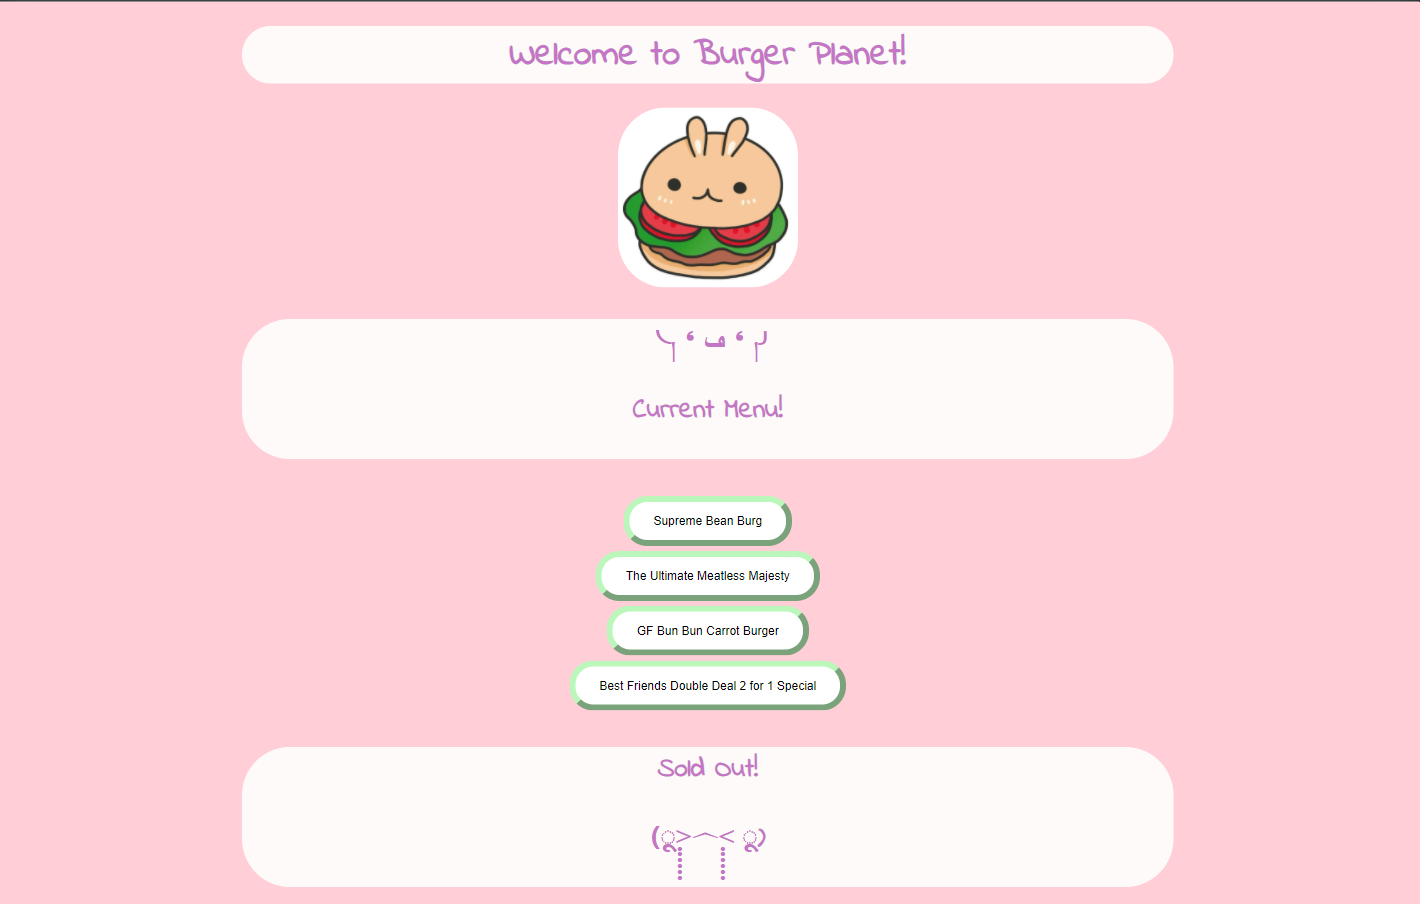 Welcome to Burger Planet!
╰╮❛ ڡ ❛╭╯
Current Menu!
Supreme Bean Burg
The Ultimate Meatless Majesty
GF Bun Bun Carrot Burger
Best Friends Double Deal 2 for 1 Special
Sold Out!
(ૢ˃ꌂ˂ ૢ)